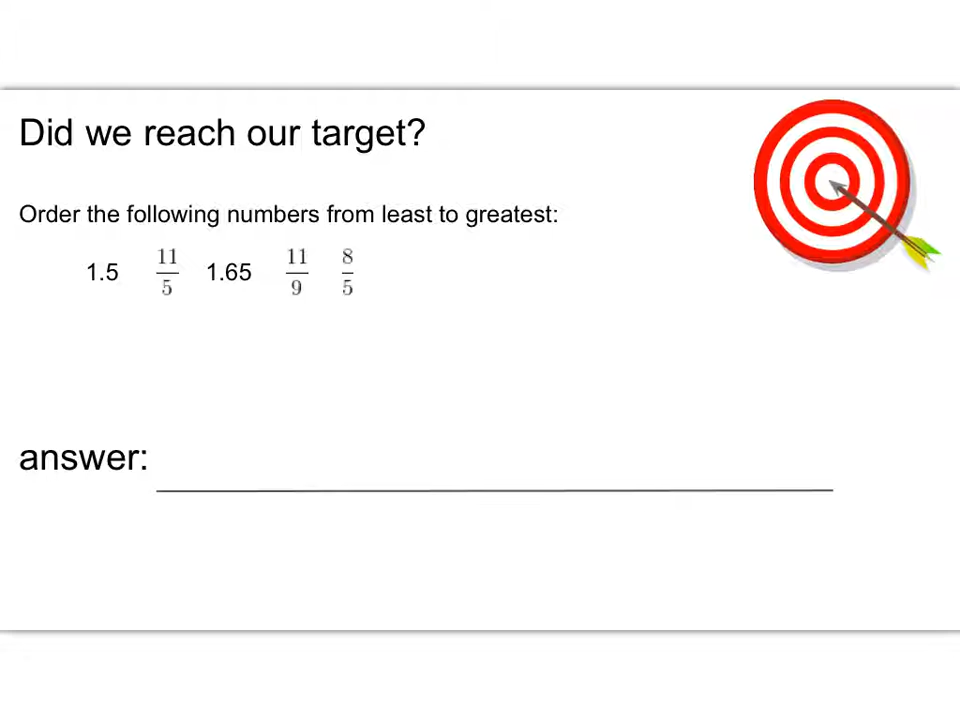 Did we reach our target?
Order the following numbers from least to greatest:
1.5 11/5 1.65 11/9 8/5
answer: